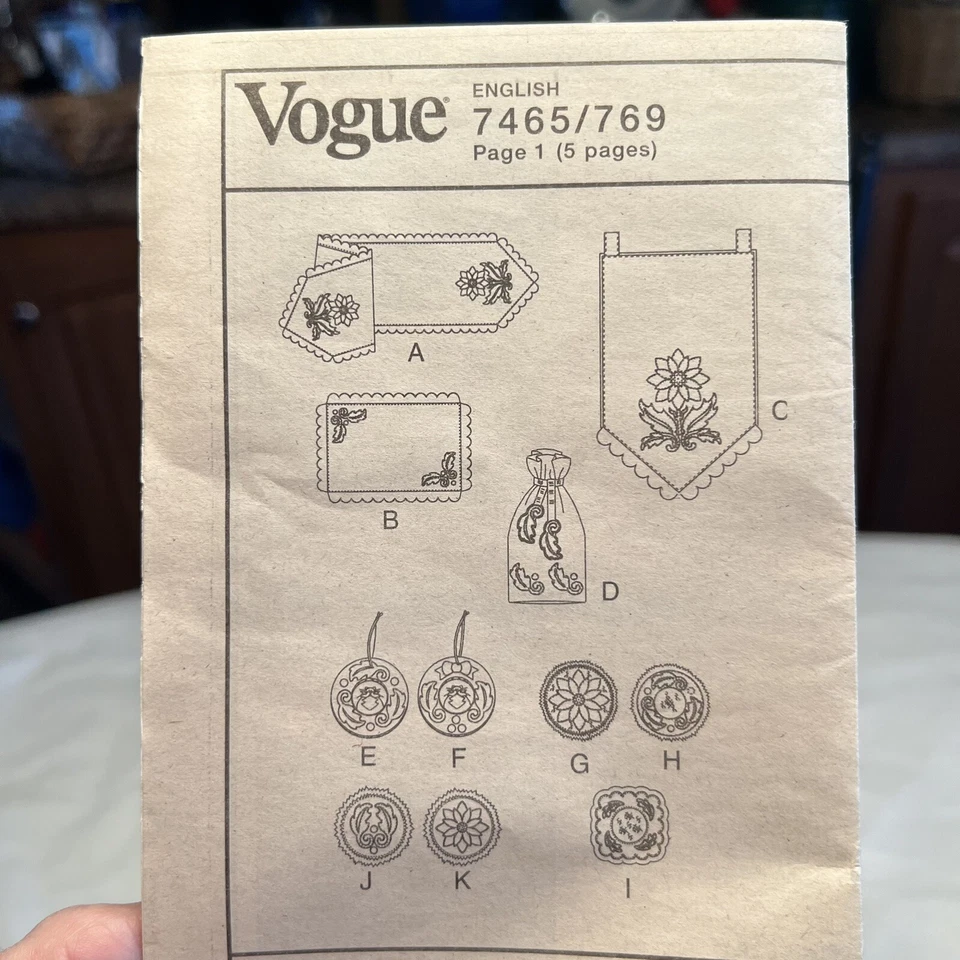 Vogue®
ENGLISH
7465/769
Page 1 (5 pages)
A
B
C
D
E
F
G
H
J
K
I